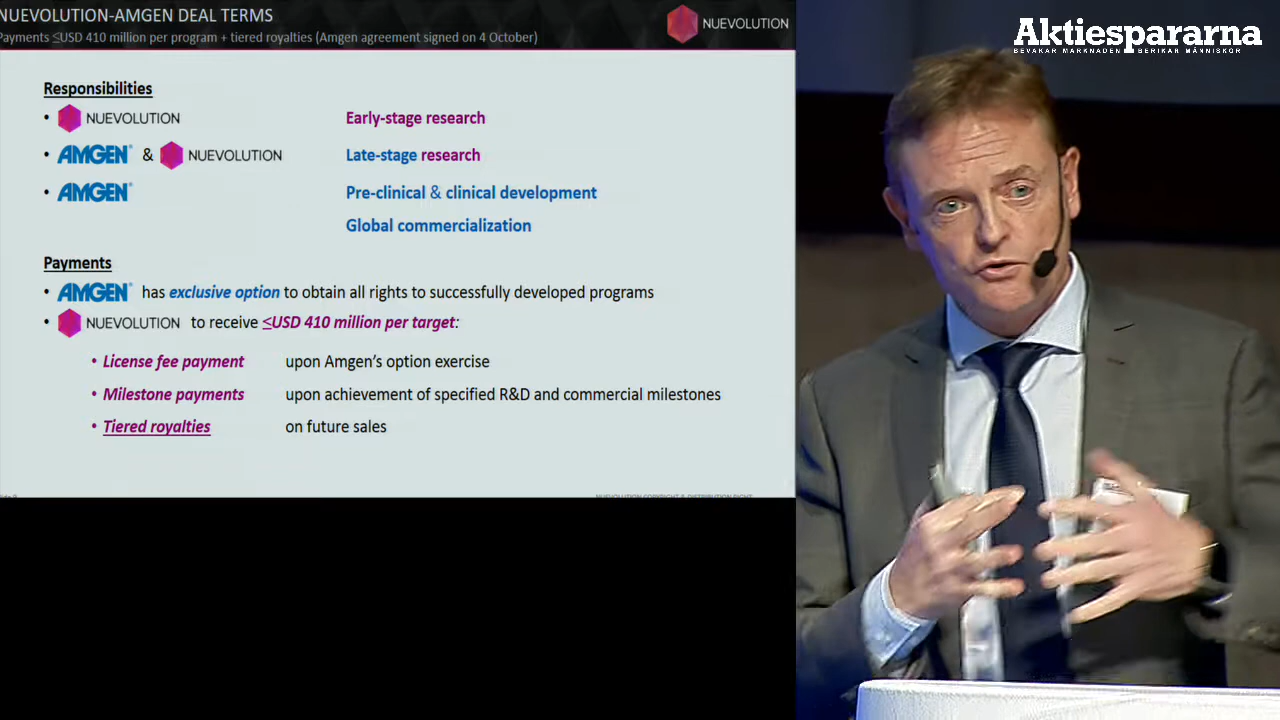 NUEVOLUTION-AMGEN DEAL TERMS
Payments ≤USD 410 million per program + tiered royalties (Amgen agreement signed on 4 October)
NUEVOLUTION
Aktiespararna
BEVAKAR MARKNADEN BERIKAR MÄNNISKOR
Responsibilities
• NUEVOLUTION Early-stage research
• AMGEN & NUEVOLUTION Late-stage research
• AMGEN Pre-clinical & clinical development
Global commercialization
Payments
• AMGEN has exclusive option to obtain all rights to successfully developed programs
• NUEVOLUTION to receive ≤USD 410 million per target:
• License fee payment upon Amgen's option exercise
• Milestone payments upon achievement of specified R&D and commercial milestones
• Tiered royalties on future sales